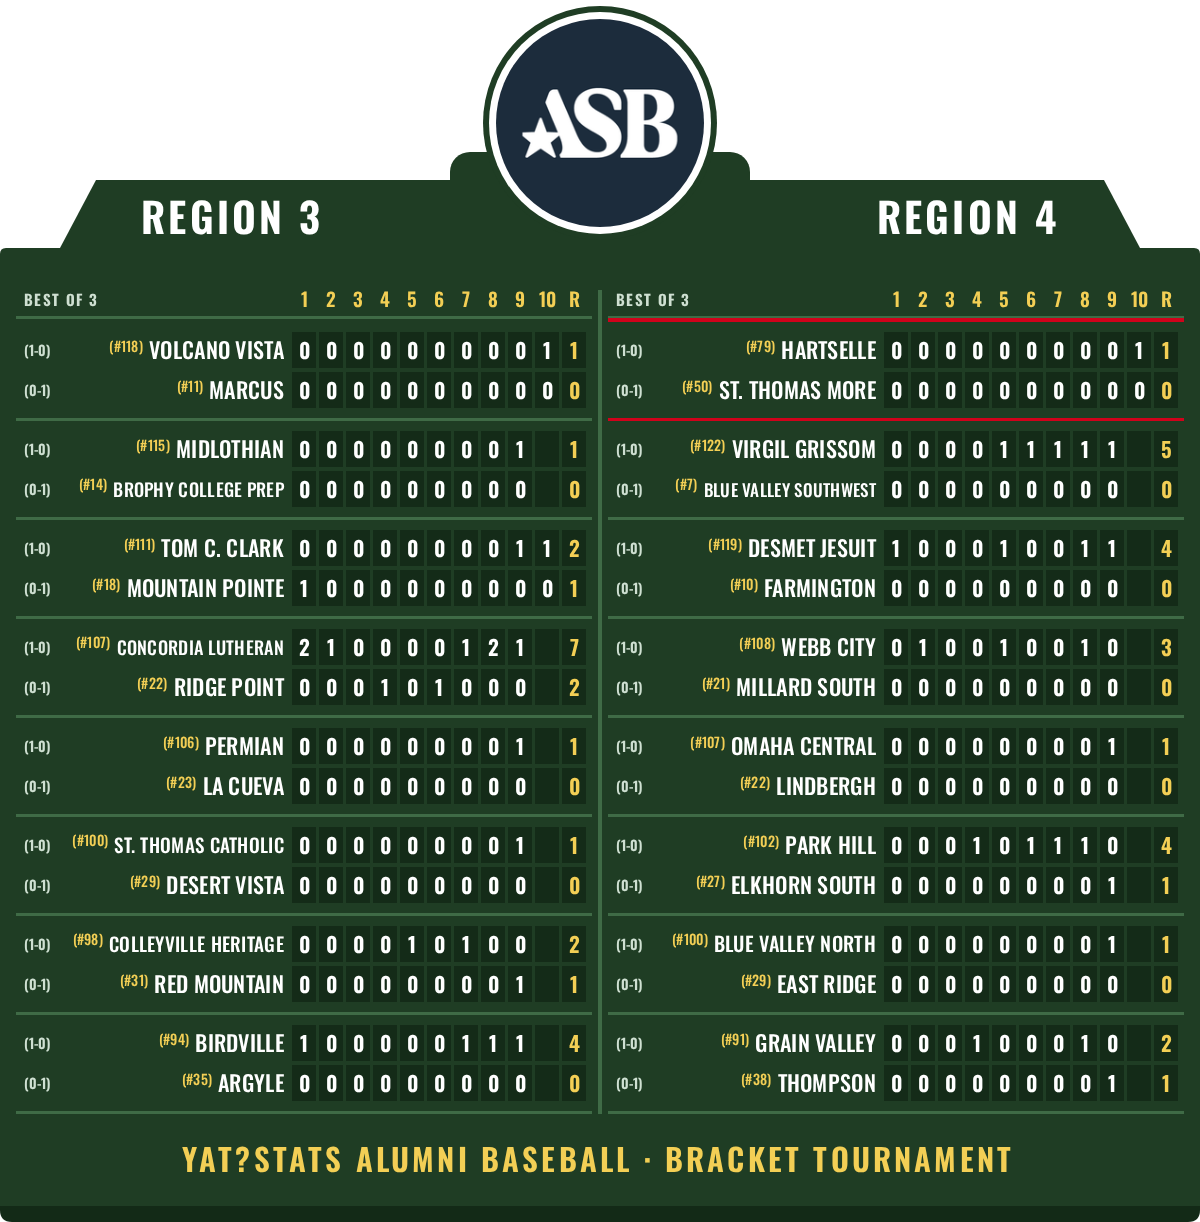 ASB
REGION 3
REGION 4
BEST OF 3 1 2 3 4 5 6 7 8 9 10 R
(1-0) (#118) VOLCANO VISTA 0 0 0 0 0 0 0 0 0 1 1
(0-1) (#11) MARCUS 0 0 0 0 0 0 0 0 0 0 0
(1-0) (#115) MIDLOTHIAN 0 0 0 0 0 0 0 0 1 1
(0-1) (#14) BROPHY COLLEGE PREP 0 0 0 0 0 0 0 0 0 0
(1-0) (#111) TOM C. CLARK 0 0 0 0 0 0 0 0 1 1 2
(0-1) (#18) MOUNTAIN POINTE 1 0 0 0 0 0 0 0 0 0 1
(1-0) (#107) CONCORDIA LUTHERAN 2 1 0 0 0 0 1 2 1 7
(0-1) (#22) RIDGE POINT 0 0 0 1 0 1 0 0 0 2
(1-0) (#106) PERMIAN 0 0 0 0 0 0 0 0 1 1
(0-1) (#23) LA CUEVA 0 0 0 0 0 0 0 0 0 0
(1-0) (#100) ST. THOMAS CATHOLIC 0 0 0 0 0 0 0 0 1 1
(0-1) (#29) DESERT VISTA 0 0 0 0 0 0 0 0 0 0
(1-0) (#98) COLLEYVILLE HERITAGE 0 0 0 0 1 0 1 0 0 2
(0-1) (#31) RED MOUNTAIN 0 0 0 0 0 0 0 0 1 1
(1-0) (#94) BIRDVILLE 1 0 0 0 0 0 1 1 1 4
(0-1) (#35) ARGYLE 0 0 0 0 0 0 0 0 0 0
BEST OF 3 1 2 3 4 5 6 7 8 9 10 R
(1-0) (#79) HARTSELLE 0 0 0 0 0 0 0 0 0 1 1
(0-1) (#50) ST. THOMAS MORE 0 0 0 0 0 0 0 0 0 0 0
(1-0) (#122) VIRGIL GRISSOM 0 0 0 0 1 1 1 1 1 5
(0-1) (#7) BLUE VALLEY SOUTHWEST 0 0 0 0 0 0 0 0 0 0
(1-0) (#119) DESMET JESUIT 1 0 0 0 1 0 0 1 1 4
(0-1) (#10) FARMINGTON 0 0 0 0 0 0 0 0 0 0
(1-0) (#108) WEBB CITY 0 1 0 0 1 0 0 1 0 3
(0-1) (#21) MILLARD SOUTH 0 0 0 0 0 0 0 0 0 0
(1-0) (#107) OMAHA CENTRAL 0 0 0 0 0 0 0 0 1 1
(0-1) (#22) LINDBERGH 0 0 0 0 0 0 0 0 0 0
(1-0) (#102) PARK HILL 0 0 0 1 0 1 1 1 0 4
(0-1) (#27) ELKHORN SOUTH 0 0 0 0 0 0 0 0 1 1
(1-0) (#100) BLUE VALLEY NORTH 0 0 0 0 0 0 0 0 1 1
(0-1) (#29) EAST RIDGE 0 0 0 0 0 0 0 0 0 0
(1-0) (#91) GRAIN VALLEY 0 0 0 1 0 0 0 1 0 2
(0-1) (#38) THOMPSON 0 0 0 0 0 0 0 0 1 1
YAT?STATS ALUMNI BASEBALL · BRACKET TOURNAMENT